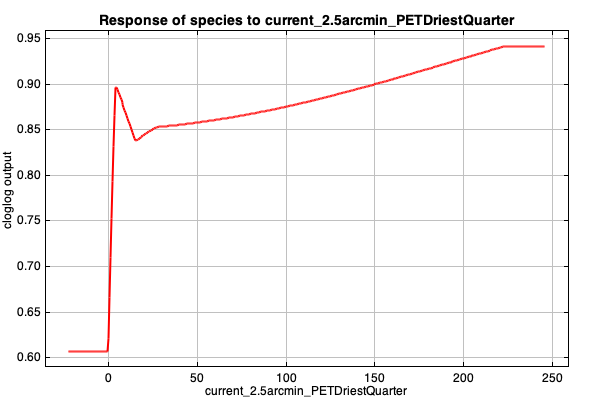 Response of species to current_2.5arcmin_PETDriestQuarter
0.95
0.90
0.85
0.80
0.75
0.70
0.65
0.60
cloglog output
0 50 100 150 200 250
current_2.5arcmin_PETDriestQuarter